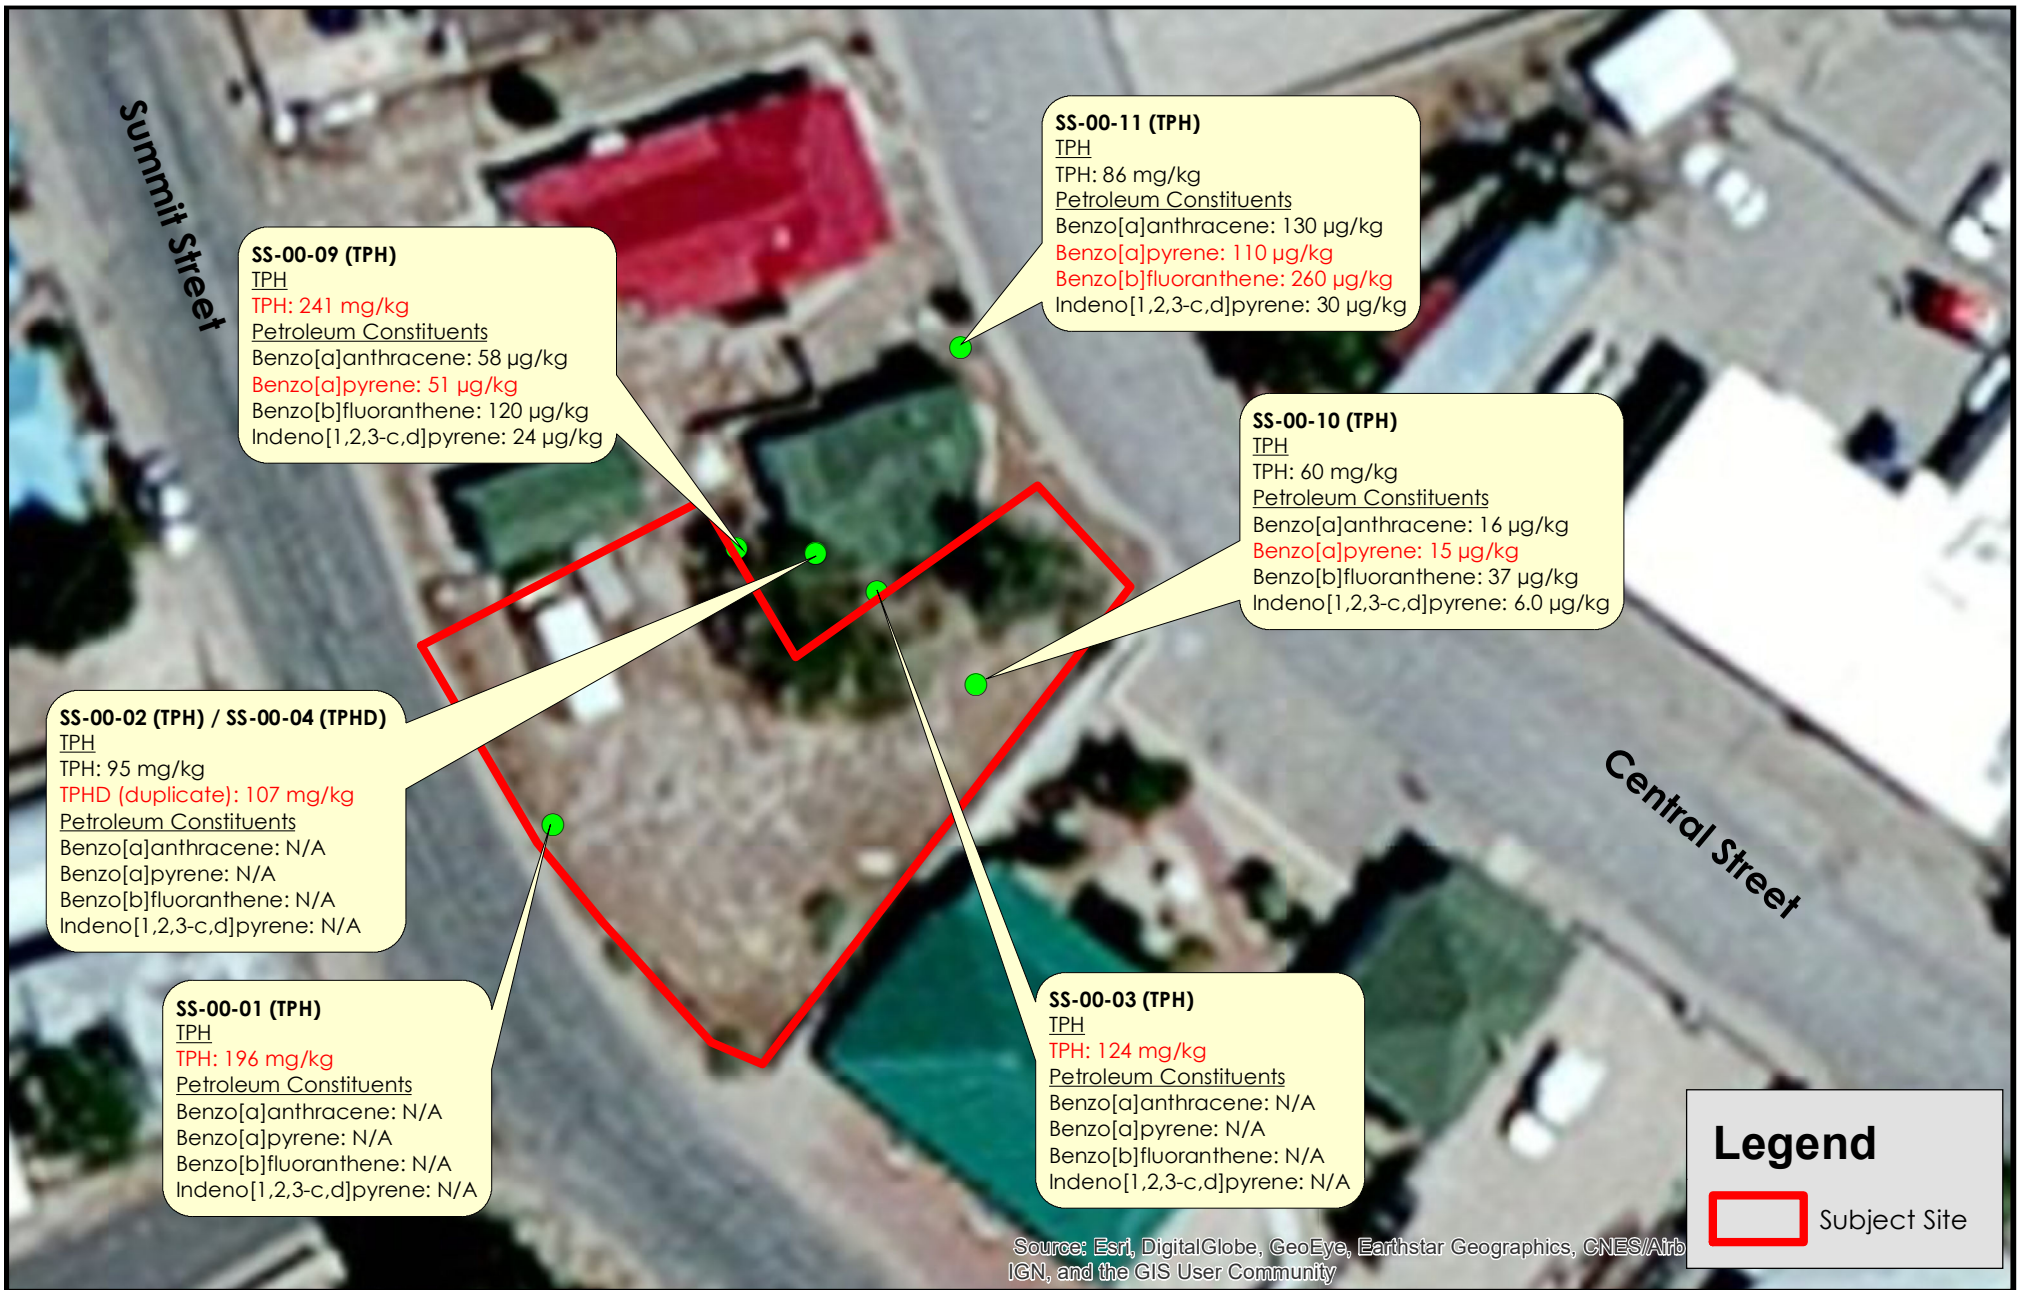 Summit Street
SS-00-11 (TPH)
TPH
TPH: 86 mg/kg
Petroleum Constituents
Benzo[a]anthracene: 130 µg/kg
Benzo[a]pyrene: 110 µg/kg
Benzo[b]fluoranthene: 260 µg/kg
Indeno[1,2,3-c,d]pyrene: 30 µg/kg
SS-00-09 (TPH)
TPH
TPH: 241 mg/kg
Petroleum Constituents
Benzo[a]anthracene: 58 µg/kg
Benzo[a]pyrene: 51 µg/kg
Benzo[b]fluoranthene: 120 µg/kg
Indeno[1,2,3-c,d]pyrene: 24 µg/kg
SS-00-10 (TPH)
TPH
TPH: 60 mg/kg
Petroleum Constituents
Benzo[a]anthracene: 16 µg/kg
Benzo[a]pyrene: 15 µg/kg
Benzo[b]fluoranthene: 37 µg/kg
Indeno[1,2,3-c,d]pyrene: 6.0 µg/kg
SS-00-02 (TPH) / SS-00-04 (TPHD)
TPH
TPH: 95 mg/kg
TPHD (duplicate): 107 mg/kg
Petroleum Constituents
Benzo[a]anthracene: N/A
Benzo[a]pyrene: N/A
Benzo[b]fluoranthene: N/A
Indeno[1,2,3-c,d]pyrene: N/A
Central Street
SS-00-01 (TPH)
TPH
TPH: 196 mg/kg
Petroleum Constituents
Benzo[a]anthracene: N/A
Benzo[a]pyrene: N/A
Benzo[b]fluoranthene: N/A
Indeno[1,2,3-c,d]pyrene: N/A
SS-00-03 (TPH)
TPH
TPH: 124 mg/kg
Petroleum Constituents
Benzo[a]anthracene: N/A
Benzo[a]pyrene: N/A
Benzo[b]fluoranthene: N/A
Indeno[1,2,3-c,d]pyrene: N/A
Legend
Subject Site
Source: Esri, DigitalGlobe, GeoEye, Earthstar Geographics, CNES/Airb
IGN, and the GIS User Community